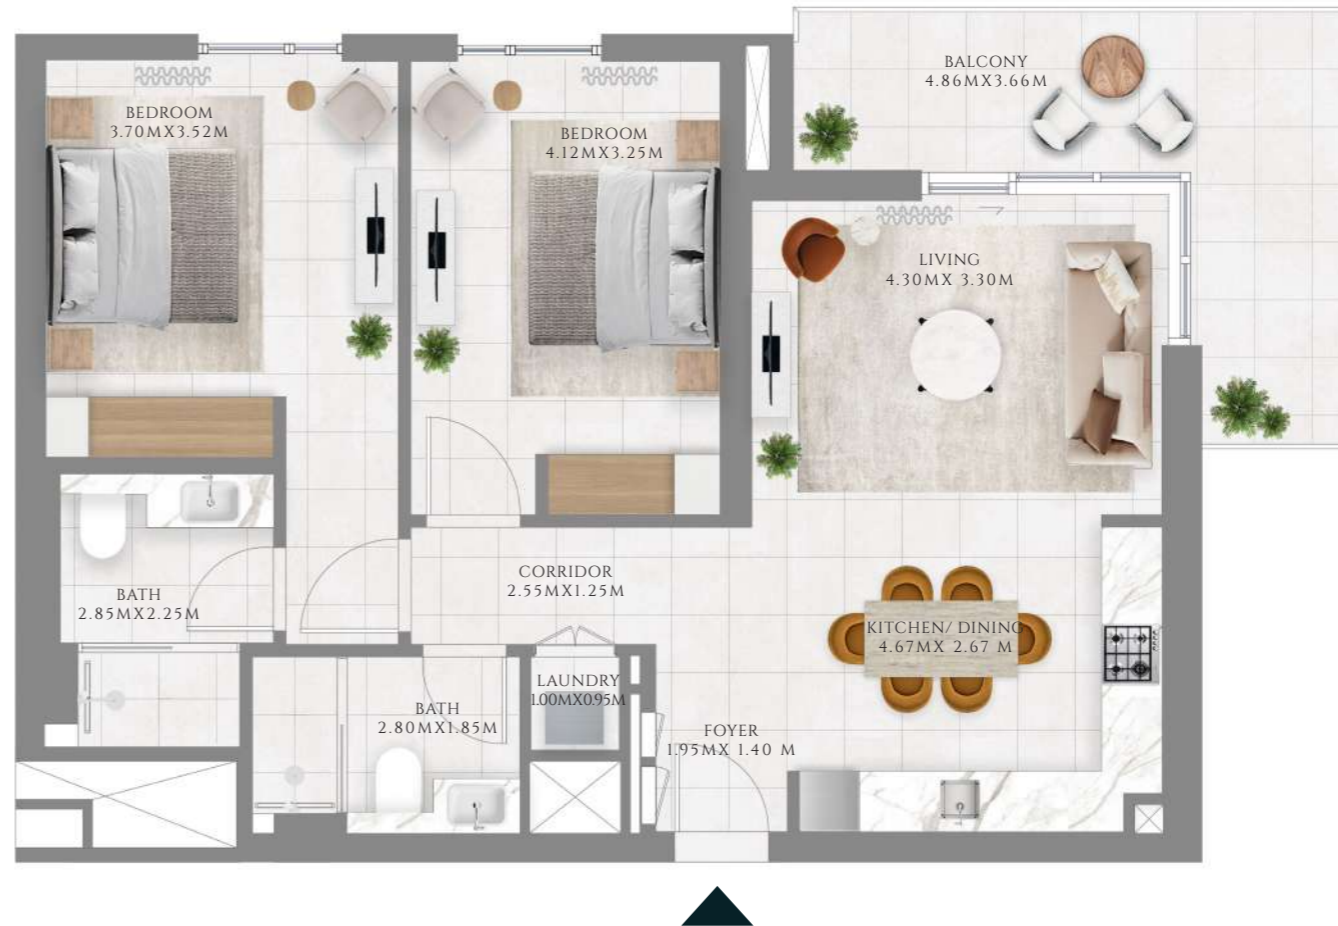 BALCONY
4.86MX3.66M
BEDROOM
3.70MX3.52M
BEDROOM
4.12MX3.25M
LIVING
4.30MX 3.30M
CORRIDOR
2.55MX1.25M
BATH
2.85MX2.25M
KITCHEN/ DINING
4.67MX 2.67 M
LAUNDRY
1.00MX0.95M
BATH
2.80MX1.85M
FOYER
1.95MX 1.40 M